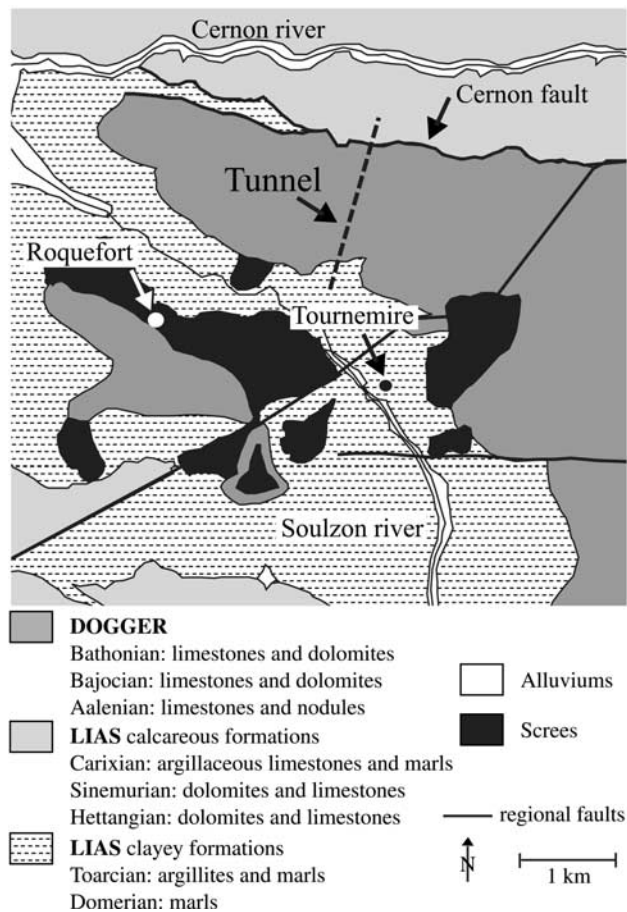 Cernon river
Cernon fault
Tunnel
Roquefort
Tournemire
Soulzon river
DOGGER
Bathonian: limestones and dolomites
Bajocian: limestones and dolomites
Aalenian: limestones and nodules
LIAS calcareous formations
Carixian: argillaceous limestones and marls
Sinemurian: dolomites and limestones
Hettangian: dolomites and limestones
LIAS clayey formations
Toarcian: argillites and marls
Domerian: marls
Alluviums
Screes
regional faults
N
1 km